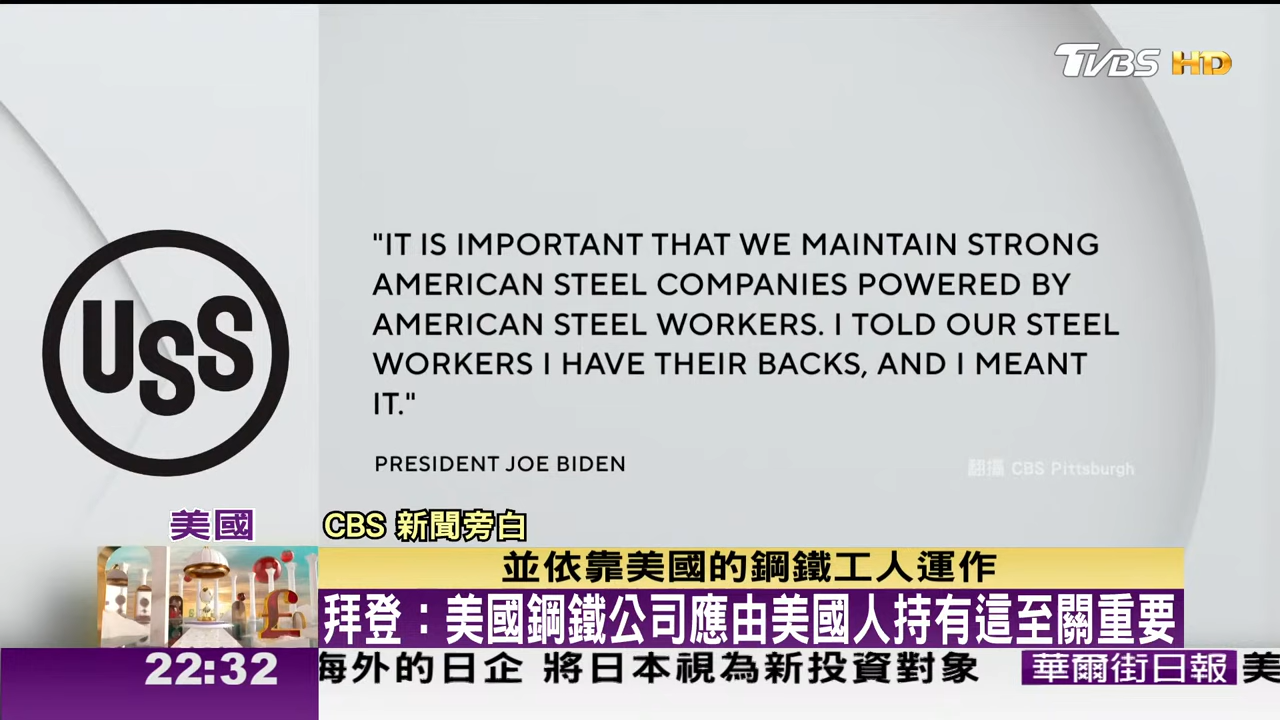 TVBS HD
"IT IS IMPORTANT THAT WE MAINTAIN STRONG
AMERICAN STEEL COMPANIES POWERED BY
AMERICAN STEEL WORKERS. I TOLD OUR STEEL
WORKERS I HAVE THEIR BACKS, AND I MEANT
IT."
USS
PRESIDENT JOE BIDEN
翻攝 CBS Pittsburgh
美國
CBS 新聞旁白
並依靠美國的鋼鐵工人運作
拜登：美國鋼鐵公司應由美國人持有這至關重要
22:32
海外的日企 將日本視為新投資對象 華爾街日報 美